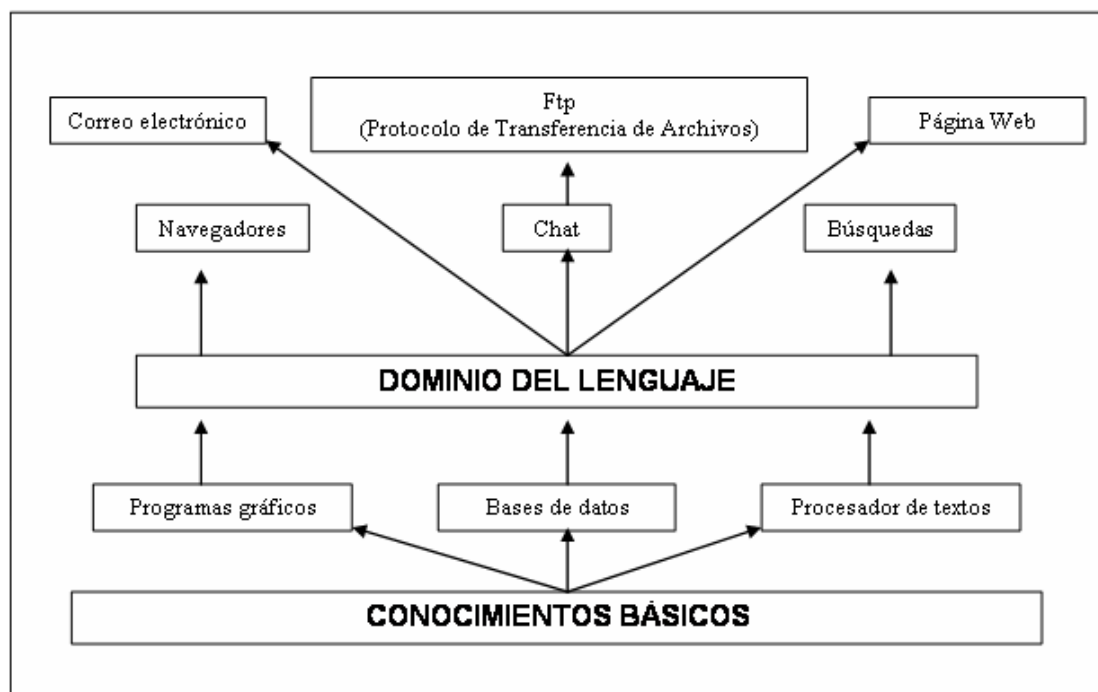 Correo electrónico
Ftp
(Protocolo de Transferencia de Archivos)
Página Web
Navegadores
Chat
Búsquedas
DOMINIO DEL LENGUAJE
Programas gráficos
Bases de datos
Procesador de textos
CONOCIMIENTOS BÁSICOS